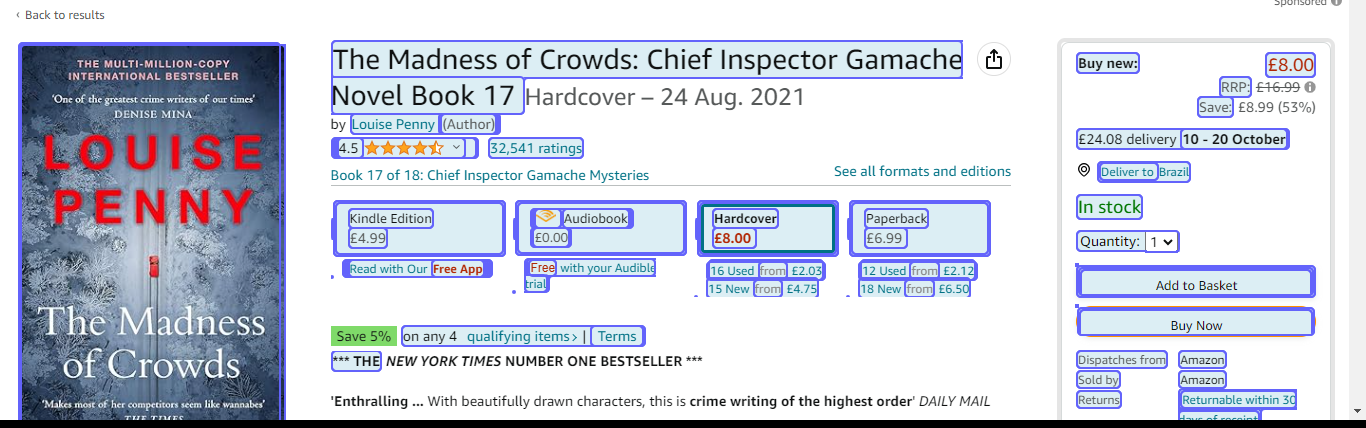 Sponsored
‹ Back to results
THE MULTI-MILLION-COPY
INTERNATIONAL BESTSELLER
'One of the greatest crime writers of our times'
DENISE MINA
LOUISE
PENNY
The Madness
of Crowds
'Makes most of her competitors seem like wannabes'
THE TIMES
The Madness of Crowds: Chief Inspector Gamache
Novel Book 17 Hardcover – 24 Aug. 2021
by Louise Penny (Author)
4.5 32,541 ratings
Book 17 of 18: Chief Inspector Gamache Mysteries
See all formats and editions
Kindle Edition
£4.99
Read with Our Free App
Audiobook
£0.00
Free with your Audible
trial
Hardcover
£8.00
16 Used from £2.03
15 New from £4.75
Paperback
£6.99
12 Used from £2.12
18 New from £6.50
Save 5% on any 4 qualifying items› | Terms
*** THE NEW YORK TIMES NUMBER ONE BESTSELLER ***
'Enthralling ... With beautifully drawn characters, this is crime writing of the highest order' DAILY MAIL
Buy new: £8.00
RRP: £16.99
Save: £8.99 (53%)
£24.08 delivery 10 - 20 October
Deliver to Brazil
In stock
Quantity: 1
Add to Basket
Buy Now
Dispatches from Amazon
Sold by Amazon
Returns Returnable within 30
days of receipt